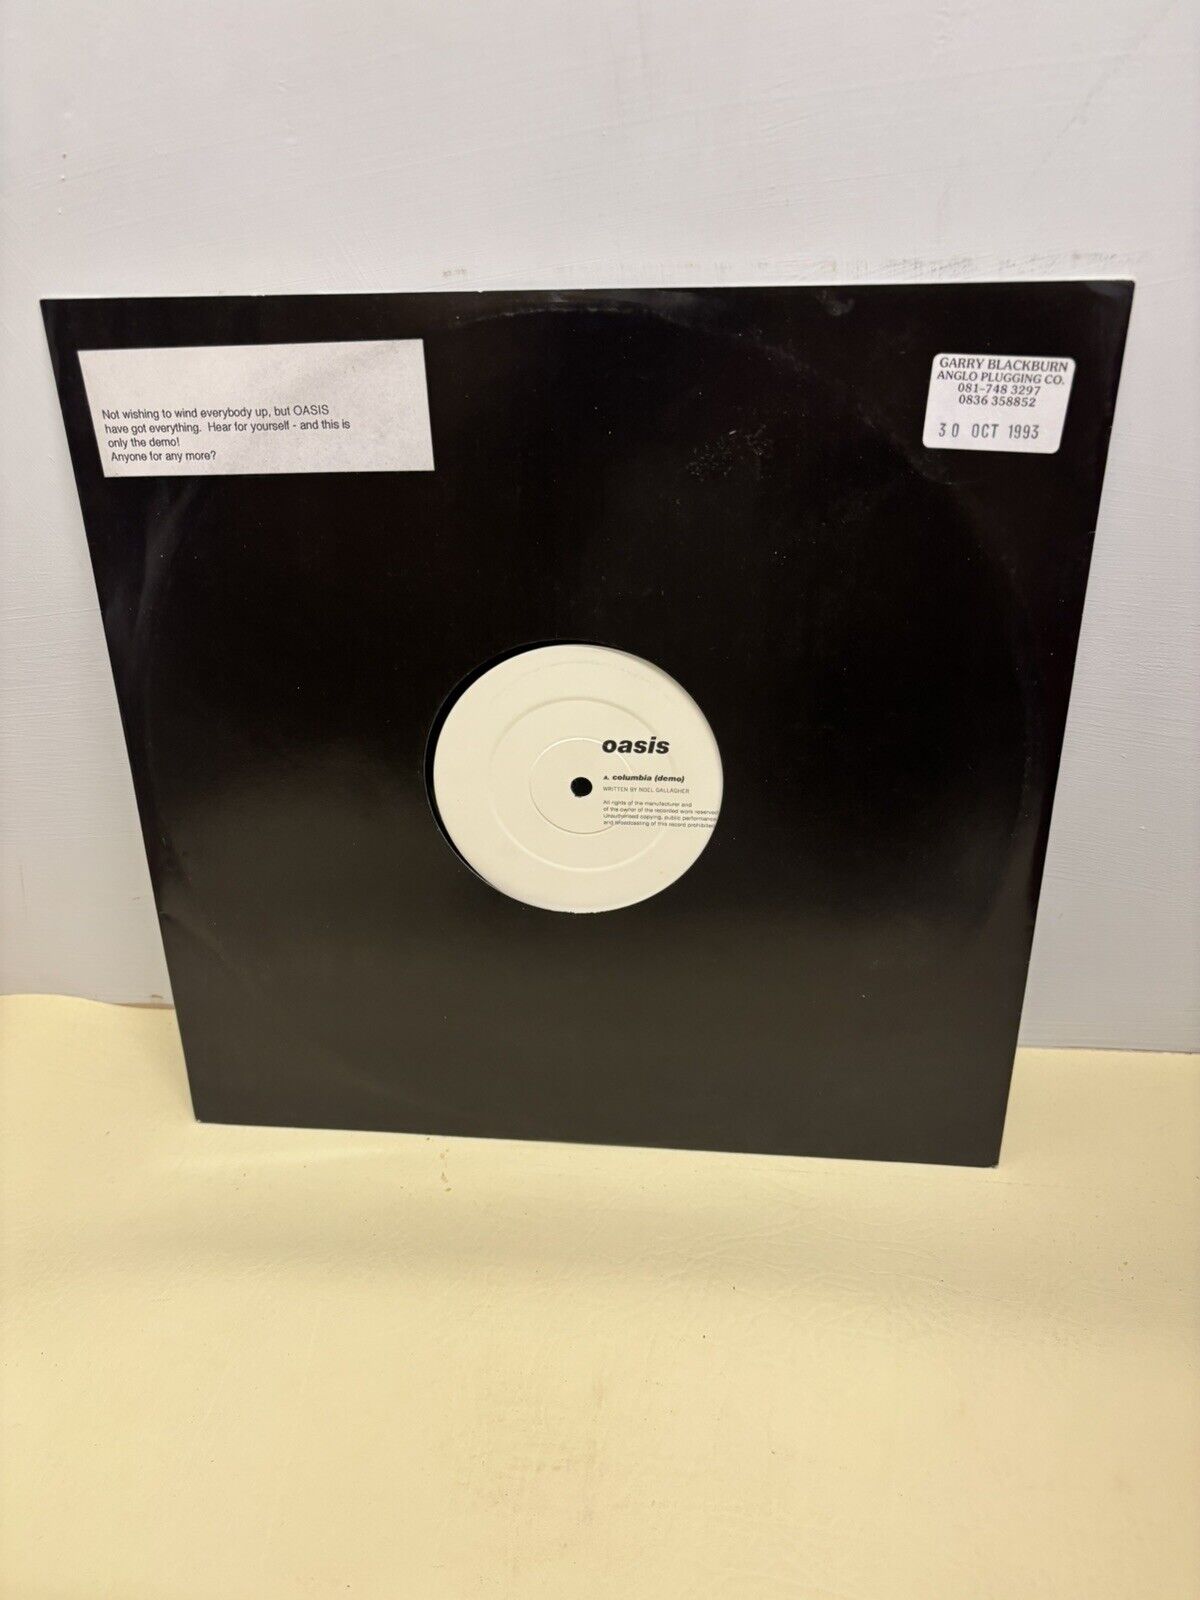 Not wishing to wind everybody up, but OASIS
have got everything. Hear for yourself - and this is
only the demo!
Anyone for any more?
GARRY BLACKBURN
ANGLO PLUGGING CO.
081-748 3297
0836 358852
30 OCT 1993
oasis
A. columbia (demo)
WRITTEN BY NOEL GALLAGHER
All rights of the manufacturer and
of the owner of the recorded work reserved
Unauthorised copying, public performance
and broadcasting of this record prohibited